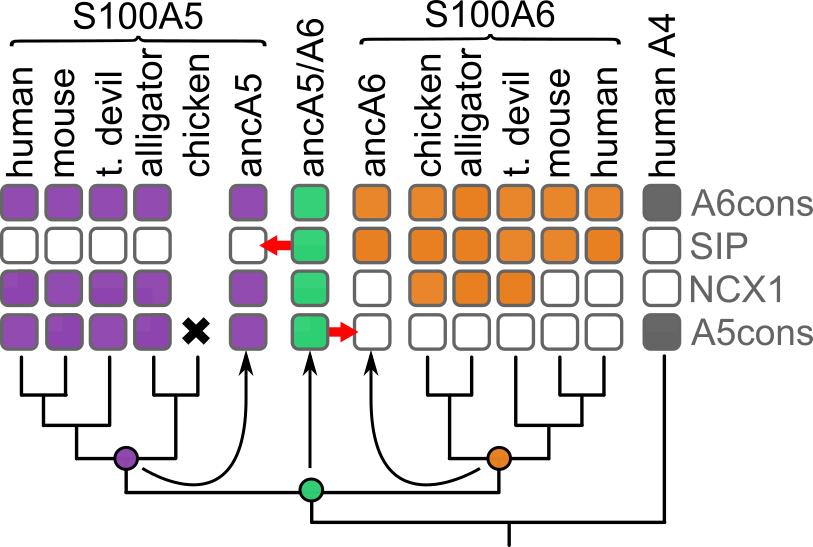 S100A5
S100A6
human
mouse
t. devil
alligator
chicken
ancA5
ancA5/A6
ancA6
chicken
alligator
t. devil
mouse
human
human A4
A6cons
SIP
NCX1
A5cons